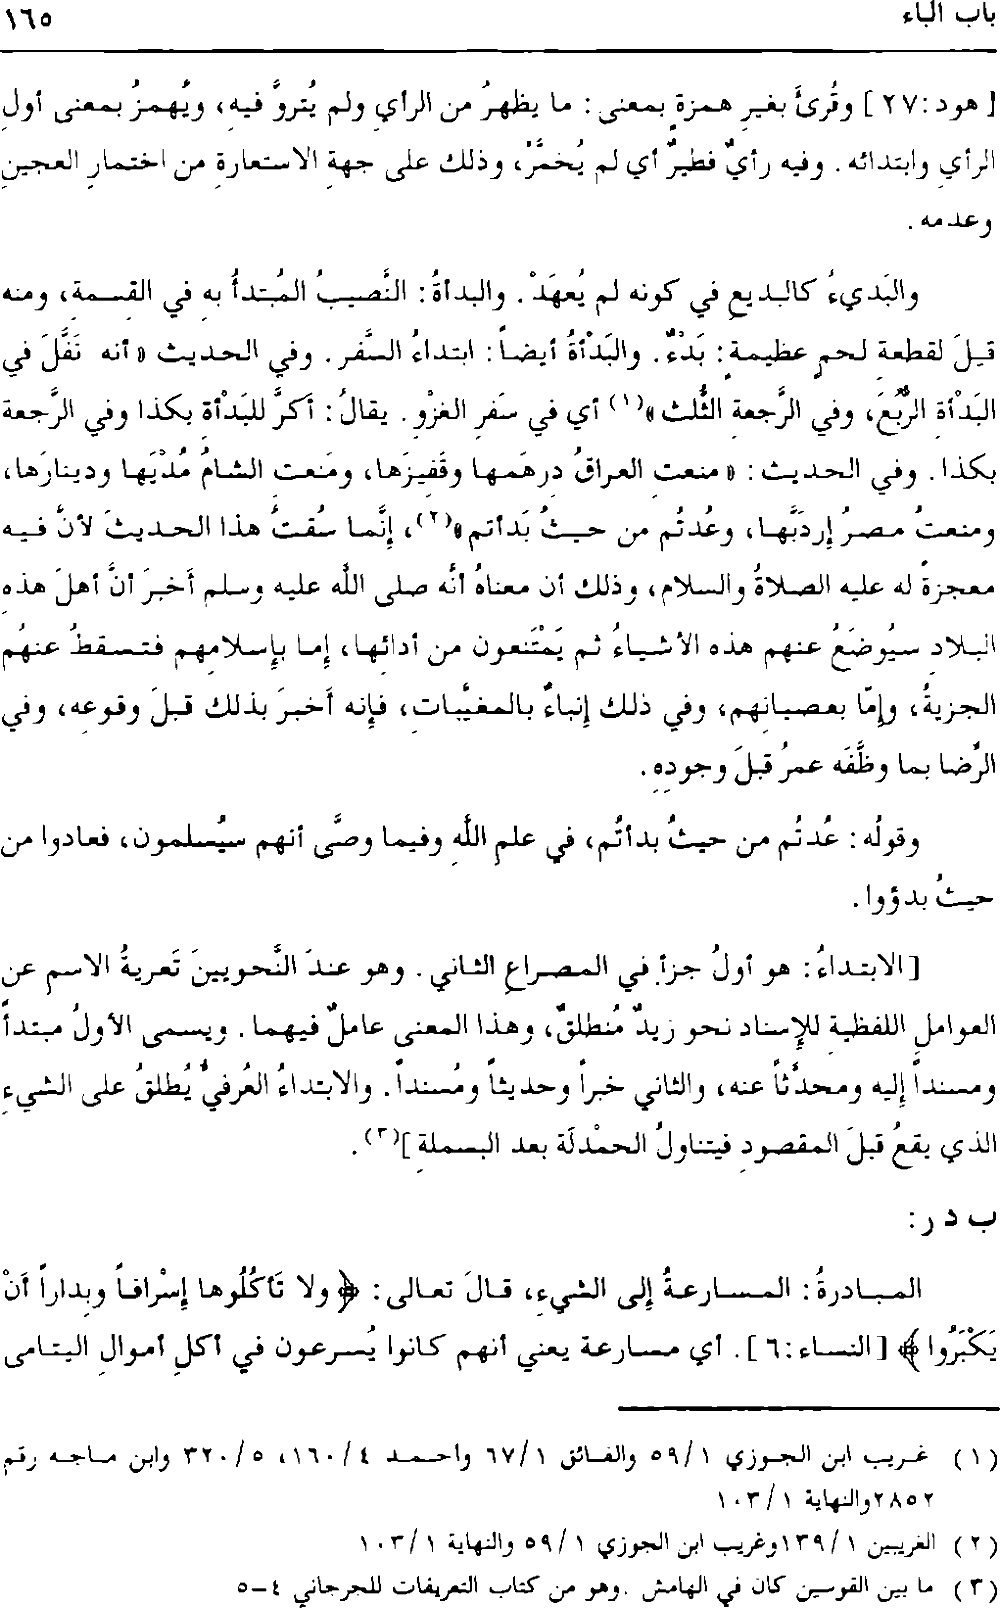 باب الباء ١٦٥
[هود:٢٧] وقُرئَ بغيرِ همزةٍ بمعنى: ما يظهرُ من الرأيِ ولم يُتروَّ فيهِ، ويُهمزُ بمعنى أولِ
الرأيِ وابتدائه. وفيه رأيٌ فطيرٌ أي لم يُخمَّرْ، وذلك على جهةِ الاستعارةِ من اختمارِ العجينِ
وعدمه.
والبَديءُ كالبديعِ في كونه لم يُعهَدْ. والبدأةُ: النَّصيبُ المُبتدأُ بهِ في القِسمة، ومنه
قيلَ لقطعةِ لحمٍ عظيمةٍ: بَدْءٌ. والبَدْأةُ أيضاً: ابتداءُ السَّفر. وفي الحديث «أنه نَفَّلَ في
البَدْأةِ الرُّبُعَ، وفي الرَّجعةِ الثُّلث»(١) أي في سَفرِ الغزْوِ. يقالُ: أكرَّ للبَدْأة بكذا وفي الرَّجعة
بكذا. وفي الحديث: «منعتِ العراقُ دِرهَمها وقَفيزَها، ومَنعت الشامُ مُدْيَها ودينارَها،
ومنعتْ مصرُ إردَبَّها، وعُدتُم من حيثُ بَدأتم»(٢)، إنَّما سُقتُ هذا الحديثَ لأنَّ فيه
معجزةً له عليه الصلاةُ والسلام، وذلك أن معناهُ أنَّه صلى الله عليه وسلم أخبرَ أنَّ أهلَ هذهِ
البلادِ سيُوضَعُ عنهم هذه الأشياءُ ثم يَمْتَنعون من أدائها، إما بإسلامِهم فتسقطُ عنهُم
الجزيةُ، وإمّا بعصيانِهم، وفي ذلك إنباءٌ بالمغيَّباتِ، فإنه أخبرَ بذلك قبلَ وقوعهِ، وفي
الرِّضا بما وظَّفَه عمرُ قبلَ وجودِهِ.
وقولُه: عُدتُم من حيثُ بدأتُم، في علمِ اللهِ وفيما وصَّى أنهم سيُسلمون، فعادوا من
حيثُ بدؤوا.
[الابتداءُ: هو أولُ جزأٍ في المصراعِ الثاني. وهو عندَ النَّحويينَ تَعريةُ الاسمِ عن
العواملِ اللفظيةِ للإسناد نحو زيدٌ مُنطلقٌ، وهذا المعنى عاملٌ فيهما. ويسمى الأولُ مبتدأً
ومسنداً إليه ومحدَّثاً عنه، والثاني خبراً وحديثاً ومُسنداً. والابتداءُ العُرفيُّ يُطلقُ على الشيءِ
الذي يقعُ قبلَ المقصودِ فيتناولُ الحمْدلَة بعد البسملةِ](٣).
ب د ر:
المبادرةُ: المسارعةُ إلى الشيءِ، قالَ تعالى: ﴿ولا تَأكُلُوها إسْرافاً وبِداراً أنْ
يَكْبَرُوا﴾ [النساء:٦]. أي مسارعة يعني أنهم كانوا يُسرعون في أكلِ أموالِ اليتامى
(١) غريب ابن الجوزي ١/٥٩ والفائق ١/٦٧ واحمد ٤/١٦٠، ٥/٣٢٠ وابن ماجه رقم
٢٨٥٢والنهاية ١/١٠٣
(٢) الغريبين ١/١٣٩وغريب ابن الجوزي ١/٥٩ والنهاية ١/١٠٣
(٣) ما بين القوسين كان في الهامش .وهو من كتاب التعريفات للجرجاني ٤-٥